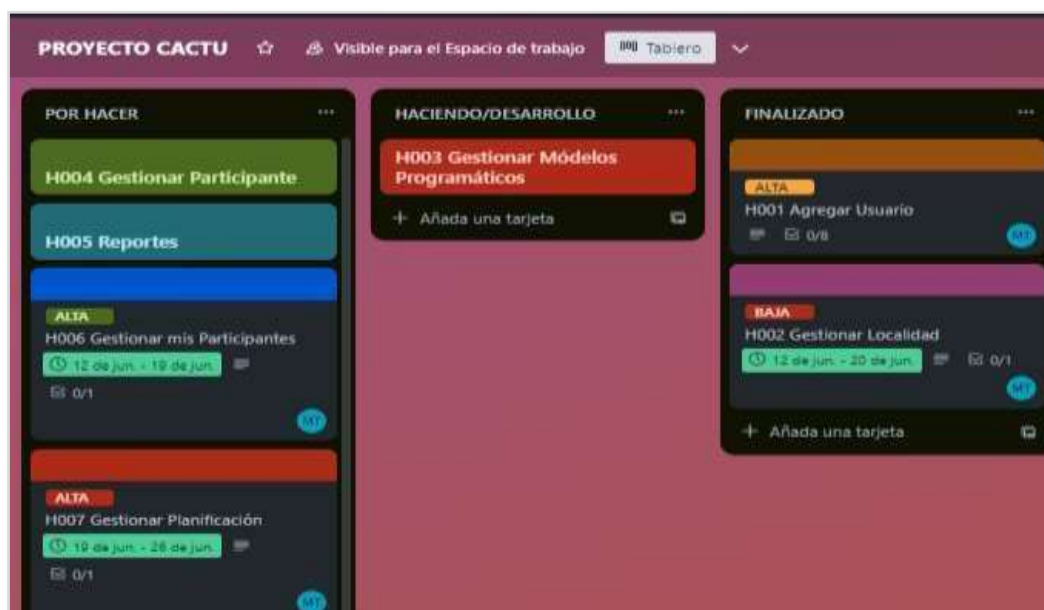 PROYECTO CACTU
Visible para el Espacio de trabajo
Tablero
POR HACER
H004 Gestionar Participante
H005 Reportes
ALTA
H006 Gestionar mis Participantes
12 de jun. - 19 de jun.
0/1
MT
ALTA
H007 Gestionar Planificación
19 de jun. - 26 de jun.
0/1
MT
HACIENDO/DESARROLLO
H003 Gestionar Módelos
Programáticos
Añada una tarjeta
FINALIZADO
ALTA
H001 Agregar Usuario
0/8
MT
BAJA
H002 Gestionar Localidad
12 de jun. - 20 de jun.
0/1
MT
Añada una tarjeta